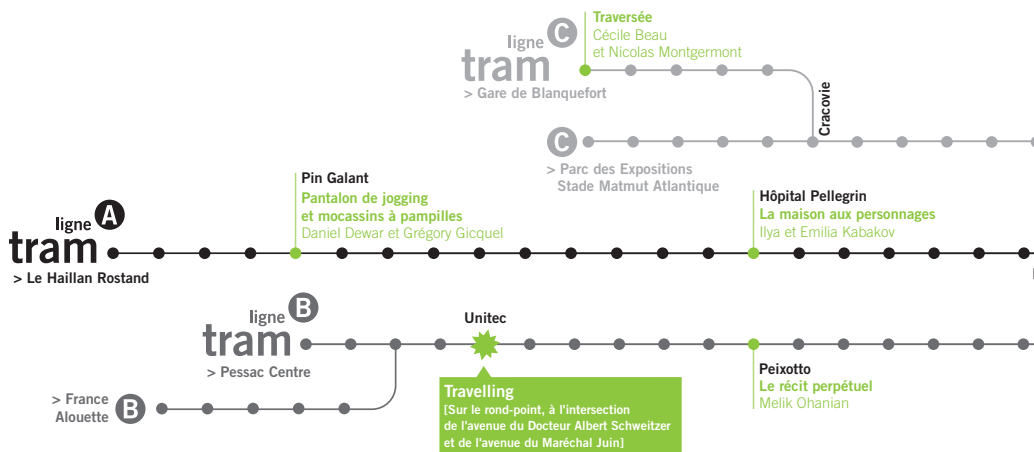 Traversée
Cécile Beau
et Nicolas Montgermont
ligne C
tram
> Gare de Blanquefort
Cracovie
C
> Parc des Expositions
Stade Matmut Atlantique
Pin Galant
Pantalon de jogging
et mocassins à pampilles
Daniel Dewar et Grégory Gicquel
Hôpital Pellegrin
La maison aux personnages
Ilya et Emilia Kabakov
ligne A
tram
> Le Haillan Rostand
ligne B
tram
> Pessac Centre
Unitec
> France
Alouette B
Travelling
[Sur le rond-point, à l'intersection
de l'avenue du Docteur Albert Schweitzer
et de l'avenue du Maréchal Juin]
Peixotto
Le récit perpétuel
Melik Ohanian